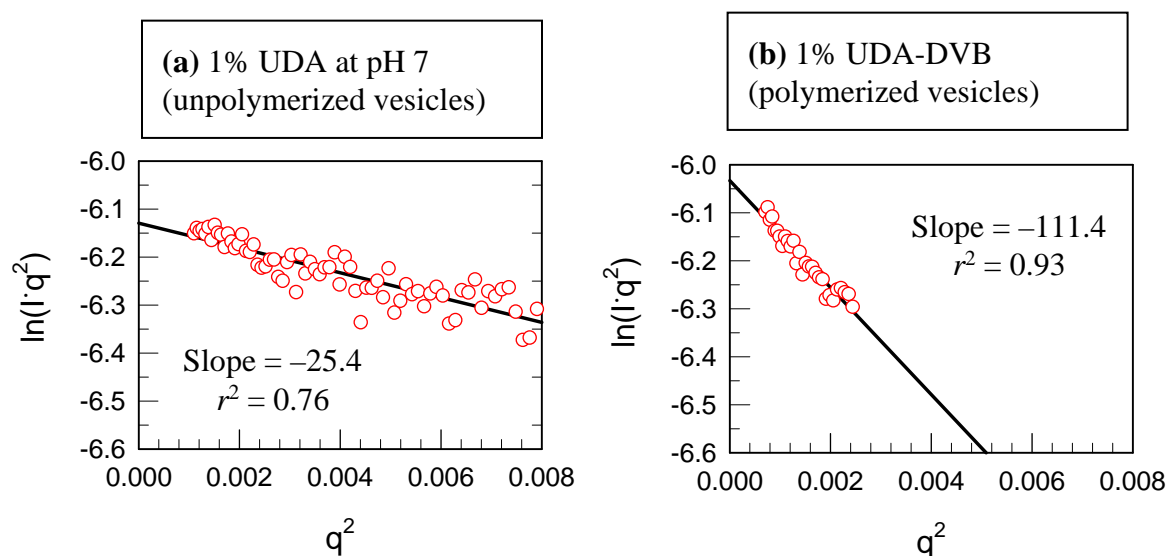 (a) 1% UDA at pH 7
(unpolymerized vesicles)
-6.0
-6.1
-6.2
-6.3
-6.4
-6.5
-6.6
ln(I·q²)
Slope = –25.4
r² = 0.76
0.000 0.002 0.004 0.006 0.008
q²
(b) 1% UDA-DVB
(polymerized vesicles)
-6.0
-6.1
-6.2
-6.3
-6.4
-6.5
-6.6
ln(I·q²)
Slope = –111.4
r² = 0.93
0.000 0.002 0.004 0.006 0.008
q²